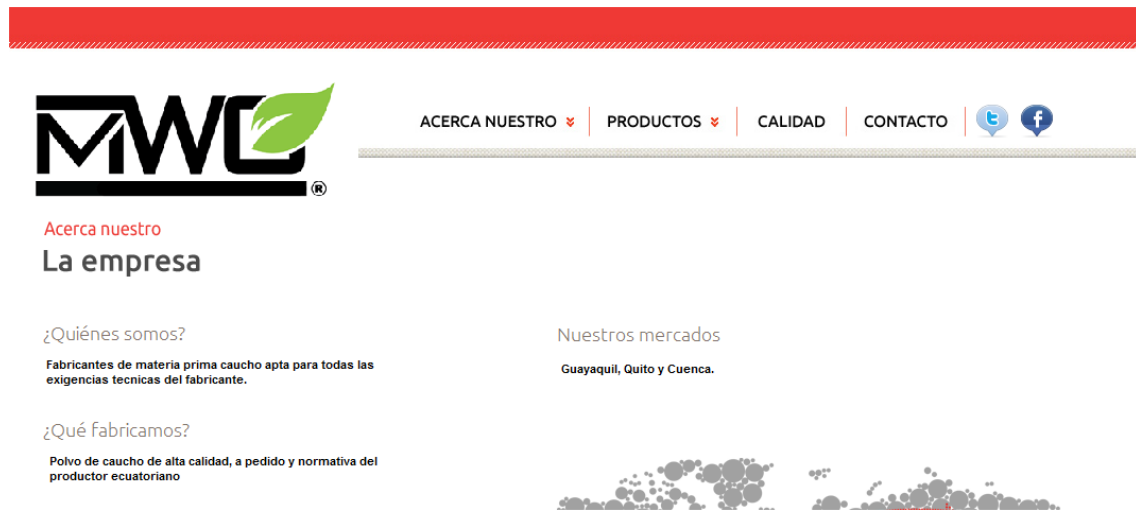 MWC
®
ACERCA NUESTRO
PRODUCTOS
CALIDAD
CONTACTO
Acerca nuestro
La empresa
¿Quiénes somos?
Fabricantes de materia prima caucho apta para todas las
exigencias tecnicas del fabricante.
¿Qué fabricamos?
Polvo de caucho de alta calidad, a pedido y normativa del
productor ecuatoriano
Nuestros mercados
Guayaquil, Quito y Cuenca.